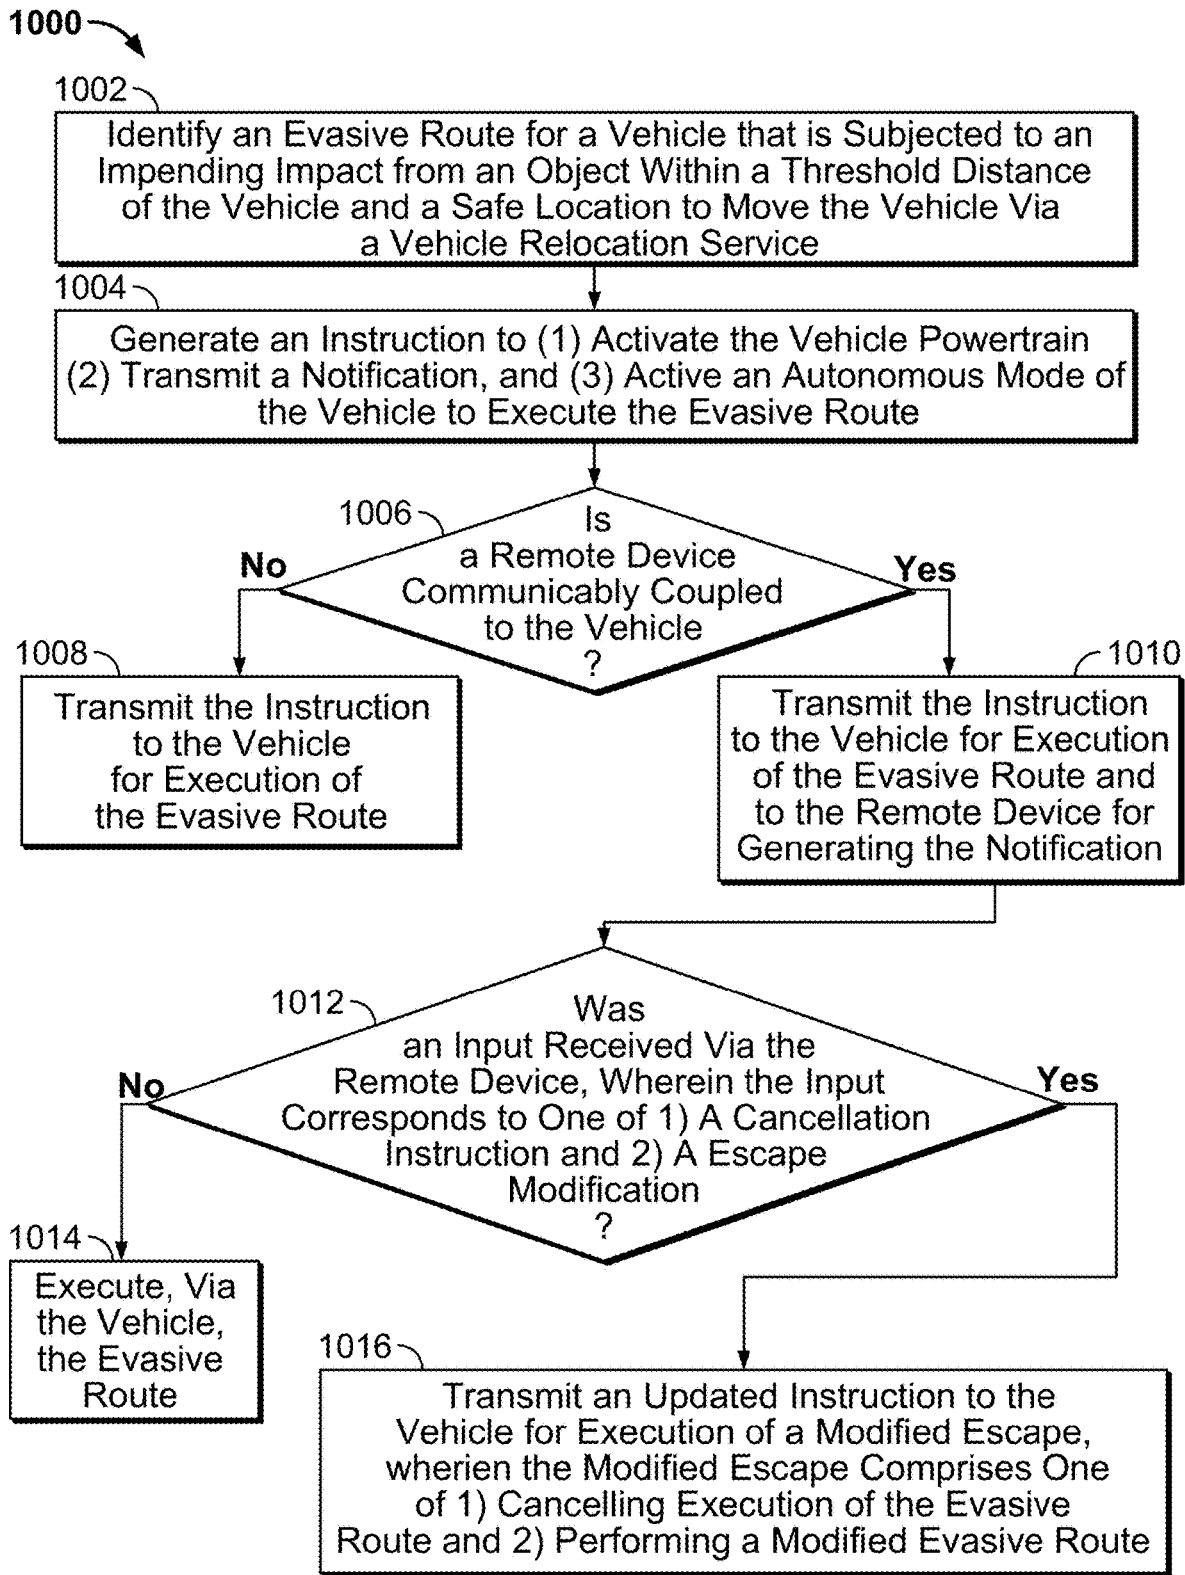 1000
1002
Identify an Evasive Route for a Vehicle that is Subjected to an
Impending Impact from an Object Within a Threshold Distance
of the Vehicle and a Safe Location to Move the Vehicle Via
a Vehicle Relocation Service
1004
Generate an Instruction to (1) Activate the Vehicle Powertrain
(2) Transmit a Notification, and (3) Active an Autonomous Mode of
the Vehicle to Execute the Evasive Route
1006
Is
a Remote Device
Communicably Coupled
to the Vehicle
?
No
Yes
1008
Transmit the Instruction
to the Vehicle
for Execution of
the Evasive Route
1010
Transmit the Instruction
to the Vehicle for Execution
of the Evasive Route and
to the Remote Device for
Generating the Notification
1012
Was
an Input Received Via the
Remote Device, Wherein the Input
Corresponds to One of 1) A Cancellation
Instruction and 2) A Escape
Modification
?
No
Yes
1014
Execute, Via
the Vehicle,
the Evasive
Route
1016
Transmit an Updated Instruction to the
Vehicle for Execution of a Modified Escape,
wherien the Modified Escape Comprises One
of 1) Cancelling Execution of the Evasive
Route and 2) Performing a Modified Evasive Route